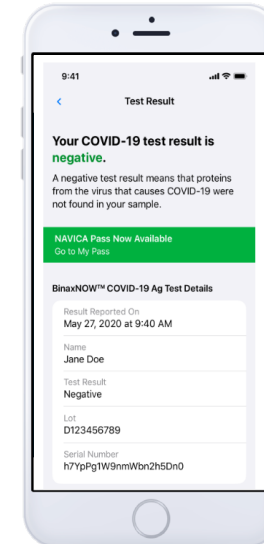 9:41
Test Result
Your COVID-19 test result is
negative.
A negative test result means that proteins
from the virus that causes COVID-19 were
not found in your sample.
NAVICA Pass Now Available
Go to My Pass
BinaxNOW™ COVID-19 Ag Test Details
Result Reported On
May 27, 2020 at 9:40 AM
Name
Jane Doe
Test Result
Negative
Lot
D123456789
Serial Number
h7YpPg1W9nmWbn2h5Dn0